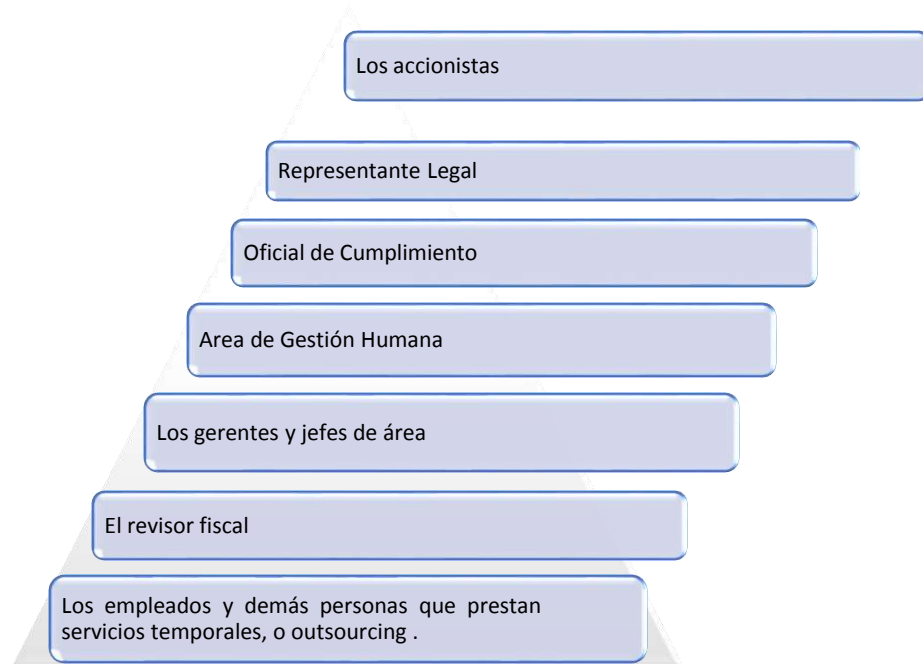 Los accionistas
Representante Legal
Oficial de Cumplimiento
Area de Gestión Humana
Los gerentes y jefes de área
El revisor fiscal
Los empleados y demás personas que prestan
servicios temporales, o outsourcing .